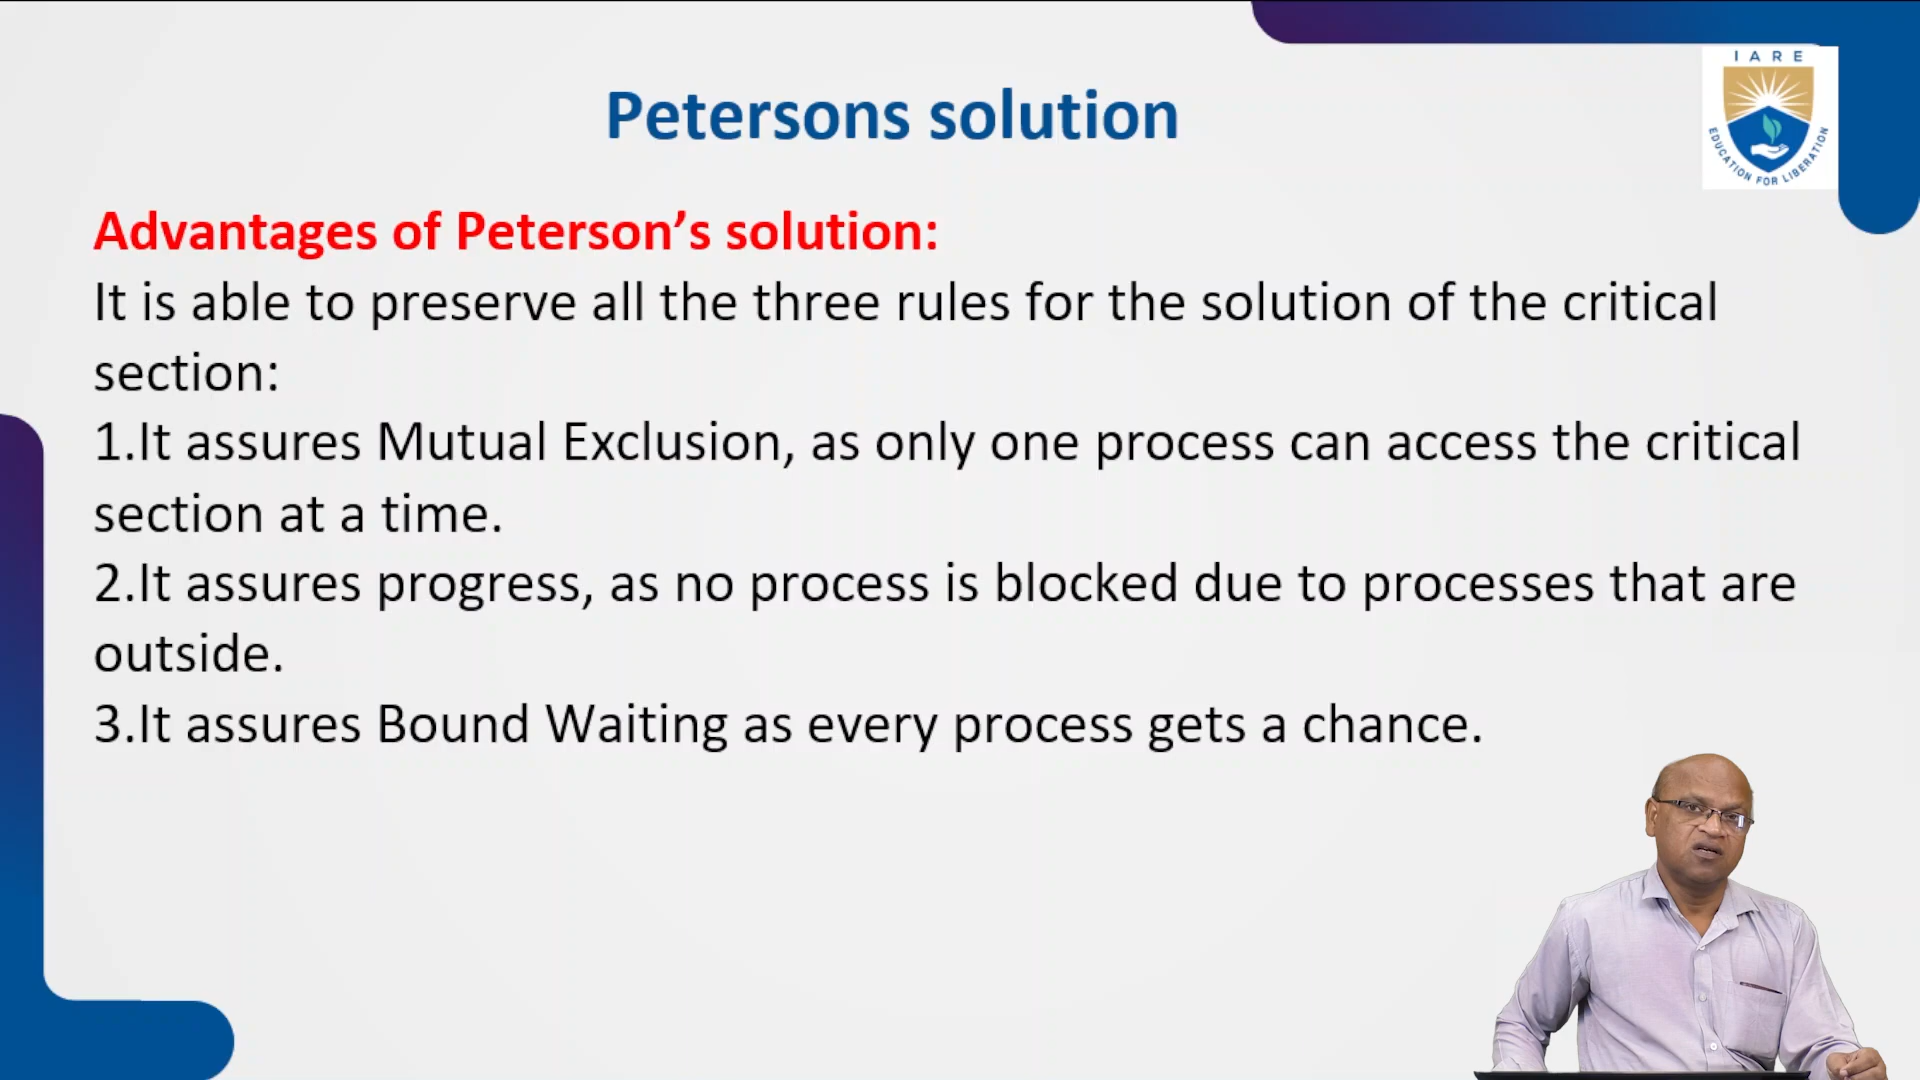 IARE
EDUCATION FOR LIBERATION
Petersons solution
Advantages of Peterson’s solution:
It is able to preserve all the three rules for the solution of the critical
section:
1.It assures Mutual Exclusion, as only one process can access the critical
section at a time.
2.It assures progress, as no process is blocked due to processes that are
outside.
3.It assures Bound Waiting as every process gets a chance.